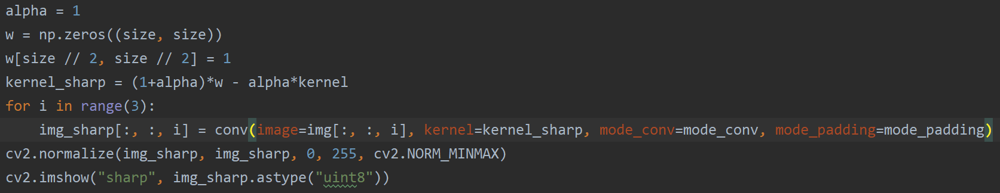 alpha = 1
w = np.zeros((size, size))
w[size // 2, size // 2] = 1
kernel_sharp = (1+alpha)*w - alpha*kernel
for i in range(3):
    img_sharp[:, :, i] = conv(image=img[:, :, i], kernel=kernel_sharp, mode_conv=mode_conv, mode_padding=mode_padding)
cv2.normalize(img_sharp, img_sharp, 0, 255, cv2.NORM_MINMAX)
cv2.imshow("sharp", img_sharp.astype("uint8"))